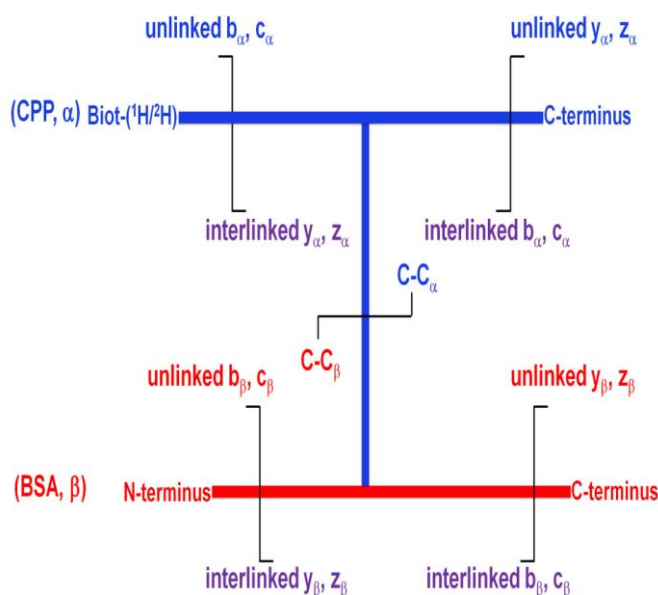 unlinked bα, cα
unlinked yα, zα
(CPP, α) Biot-(¹H/²H)
C-terminus
interlinked yα, zα
interlinked bα, cα
C-Cα
C-Cβ
unlinked bβ, cβ
unlinked yβ, zβ
(BSA, β)
N-terminus
C-terminus
interlinked yβ, zβ
interlinked bβ, cβ